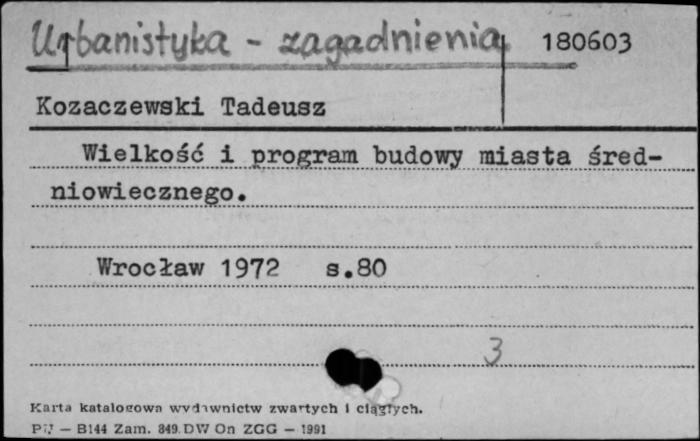 Urbanistyka - zagadnienia 180603
Kozaczewski Tadeusz
Wielkość i program budowy miasta śred-
niowiecznego.
Wrocław 1972 s.80
3
Karta katalogowa wydawnictw zwartych i ciągłych.
PW — B144 Zam. 849. DW On ZGG — 1991